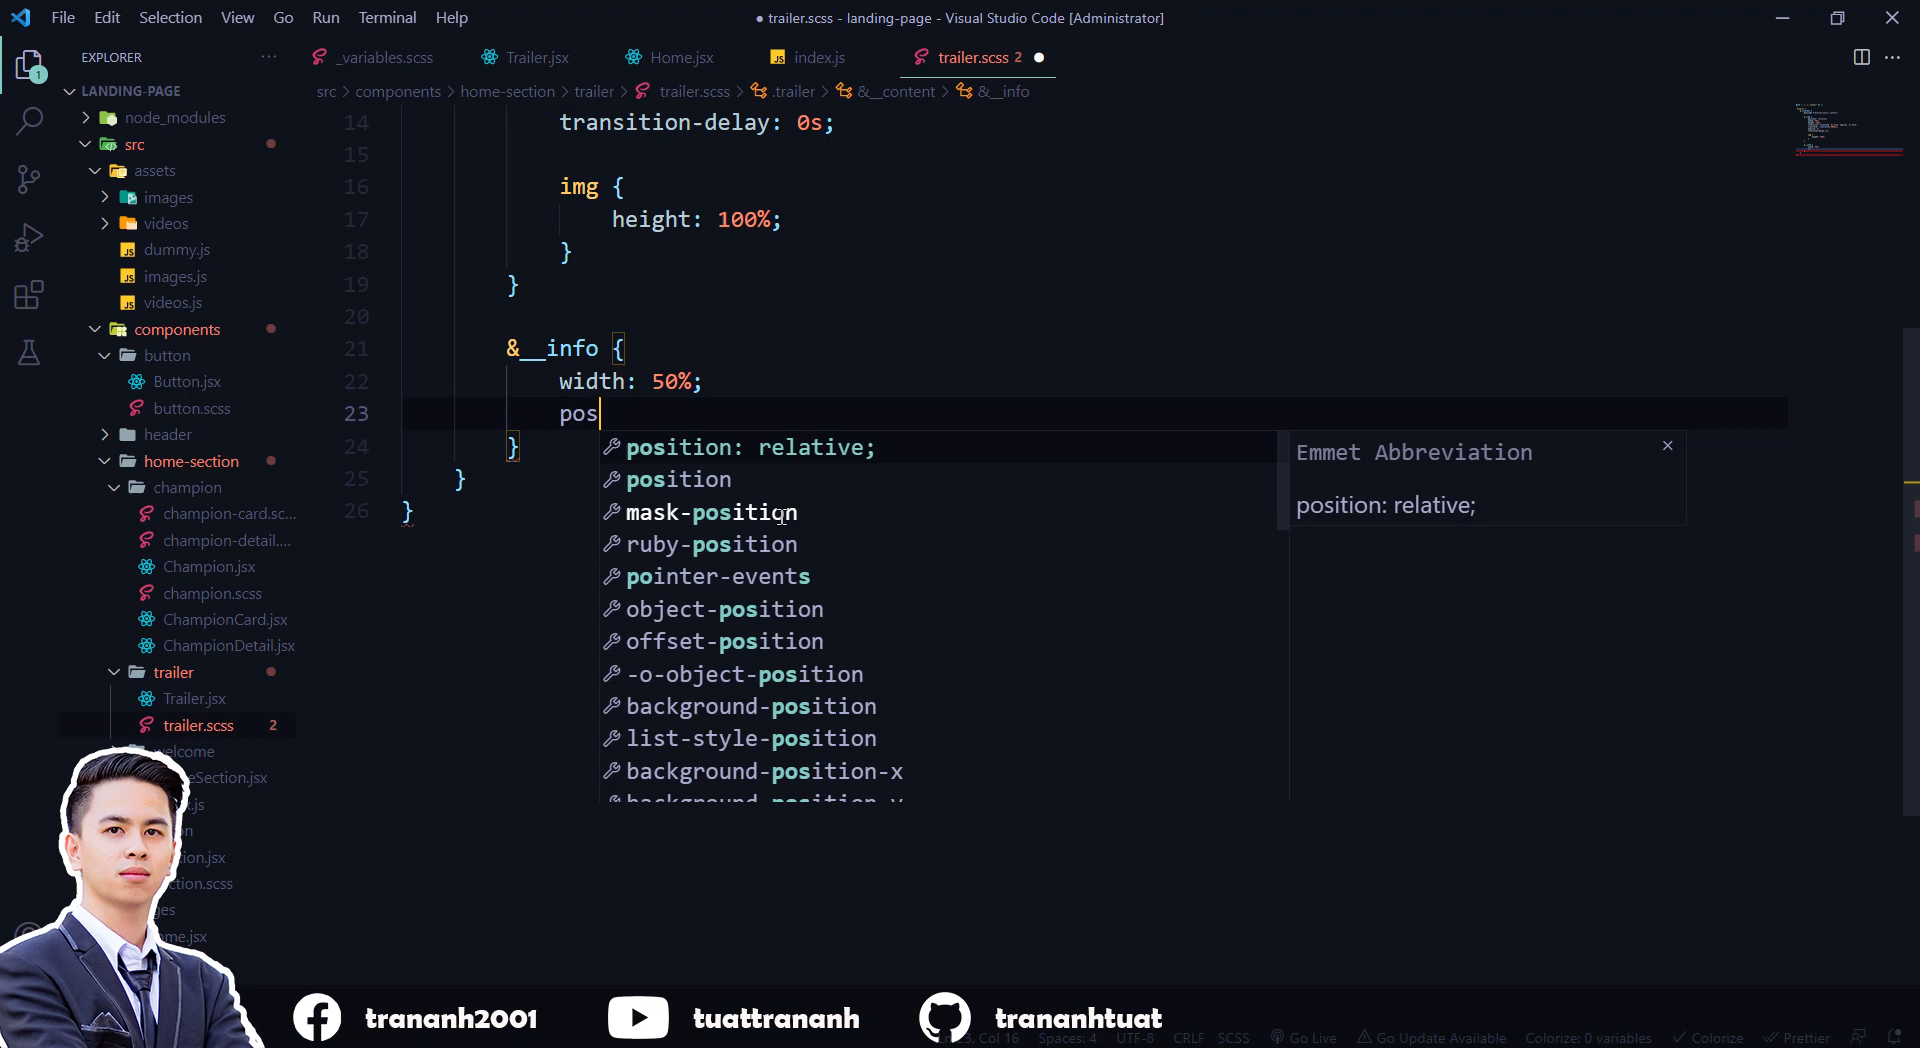 File Edit Selection View Go Run Terminal Help
● trailer.scss - landing-page - Visual Studio Code [Administrator]
EXPLORER
_variables.scss
Trailer.jsx
Home.jsx
index.js
trailer.scss 2
src > components > home-section > trailer > trailer.scss > .trailer > &__content > &__info
1
LANDING-PAGE
node_modules
src
assets
images
videos
dummy.js
images.js
videos.js
components
button
Button.jsx
button.scss
header
home-section
champion
champion-card.sc...
champion-detail....
Champion.jsx
champion.scss
ChampionCard.jsx
ChampionDetail.jsx
trailer
Trailer.jsx
trailer.scss 2
welcome
eSection.jsx
14 transition-delay: 0s;
15
16 img {
17 height: 100%;
18 }
19 }
20
21 &__info {
22 width: 50%;
23 pos
24 }
25 }
26 }
position: relative;
position
mask-position
ruby-position
pointer-events
object-position
offset-position
-o-object-position
background-position
list-style-position
background-position-x
background-position-y
Emmet Abbreviation
position: relative;
trananh2001
tuattrananh
trananhtuat
Ln 23, Col 16 Spaces: 4 UTF-8 CRLF SCSS Go Live Go Update Available Colorize: 0 variables Colorize Prettier